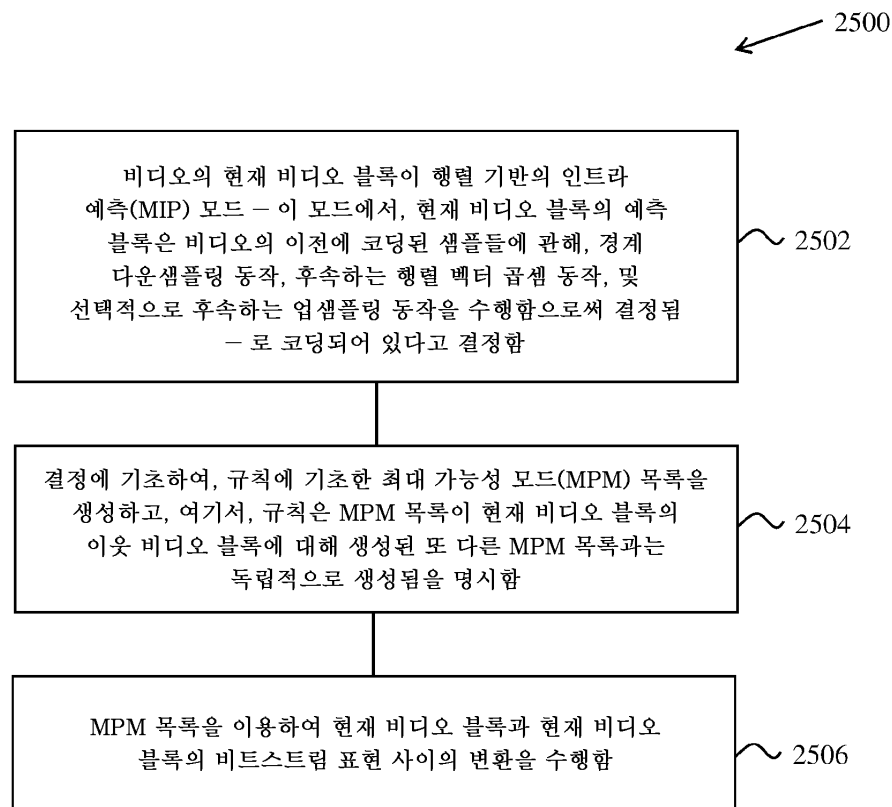 2500
비디오의 현재 비디오 블록이 행렬 기반의 인트라
예측(MIP) 모드 – 이 모드에서, 현재 비디오 블록의 예측
블록은 비디오의 이전에 코딩된 샘플들에 관해, 경계
다운샘플링 동작, 후속하는 행렬 벡터 곱셈 동작, 및
선택적으로 후속하는 업샘플링 동작을 수행함으로써 결정됨
– 로 코딩되어 있다고 결정함
2502
결정에 기초하여, 규칙에 기초한 최대 가능성 모드(MPM) 목록을
생성하고, 여기서, 규칙은 MPM 목록이 현재 비디오 블록의
이웃 비디오 블록에 대해 생성된 또 다른 MPM 목록과는
독립적으로 생성됨을 명시함
2504
MPM 목록을 이용하여 현재 비디오 블록과 현재 비디오
블록의 비트스트림 표현 사이의 변환을 수행함
2506